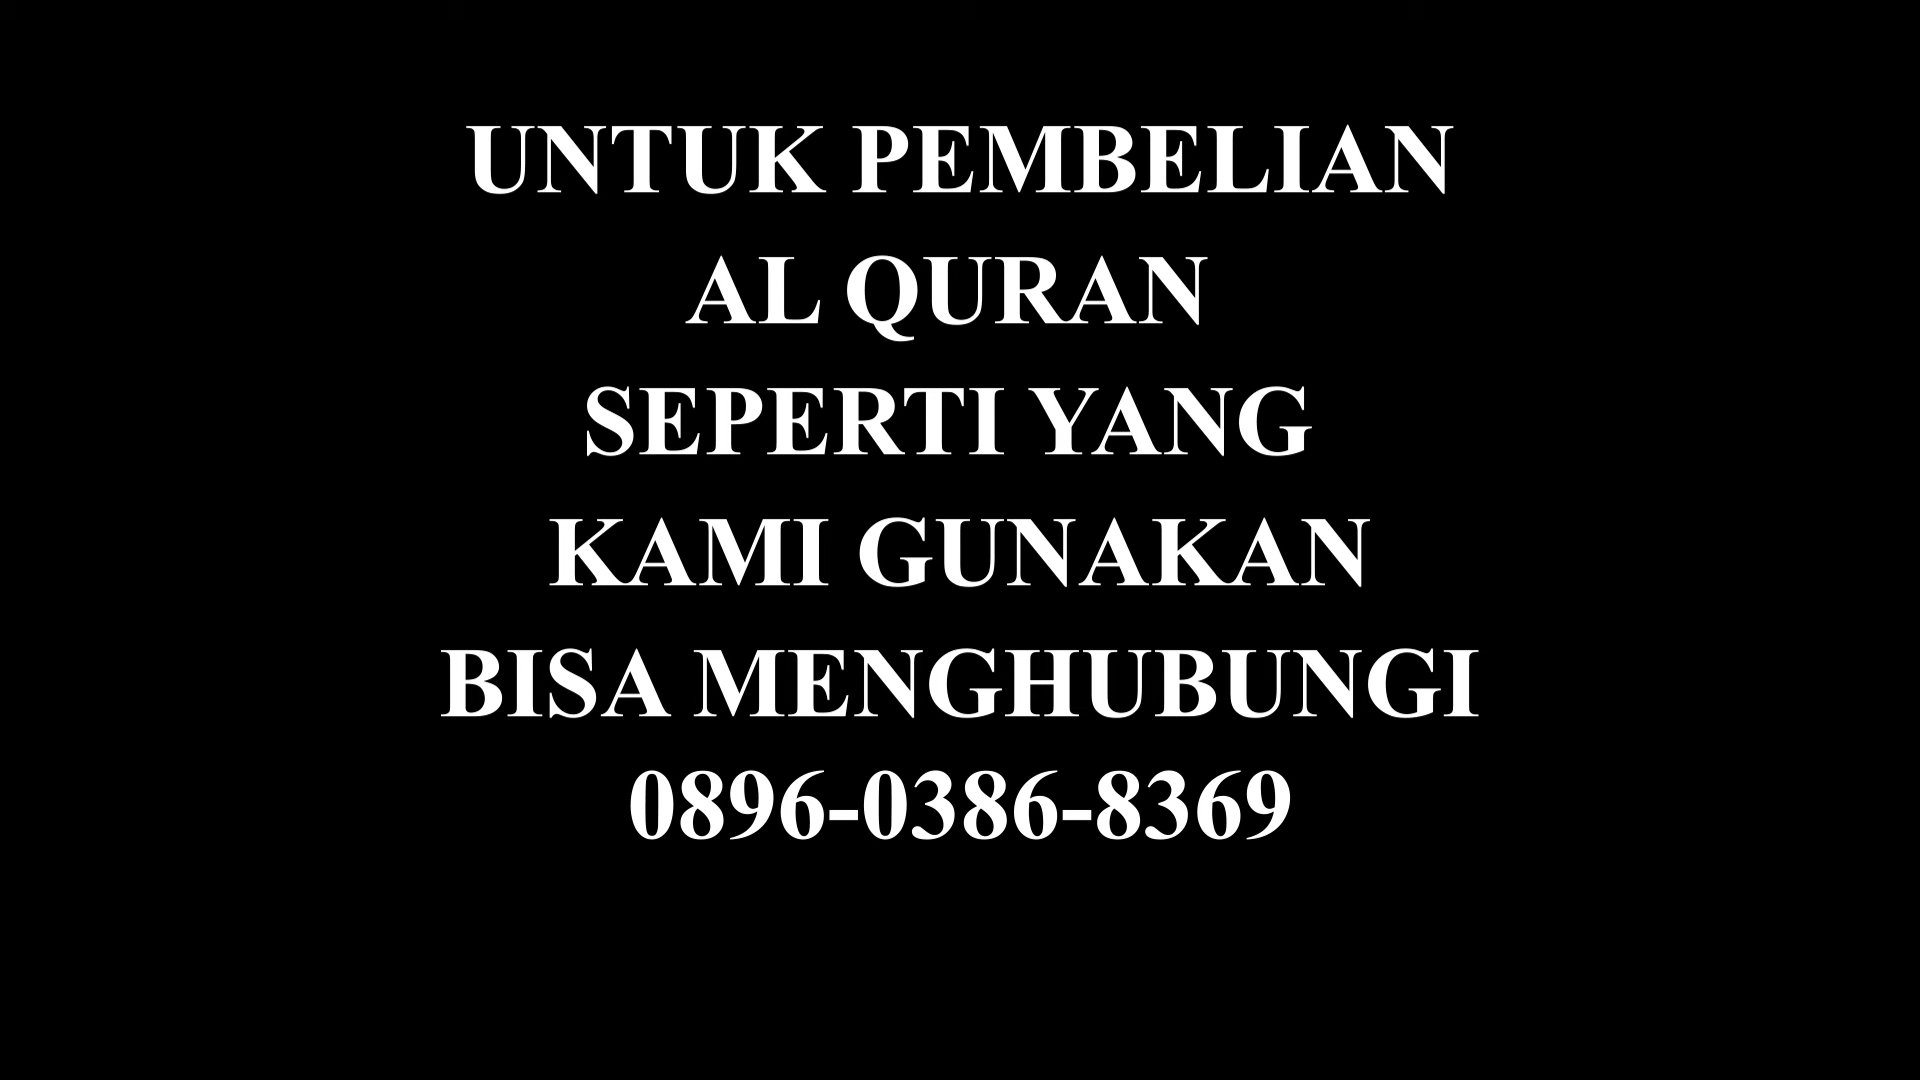 UNTUK PEMBELIAN
AL QURAN
SEPERTI YANG
KAMI GUNAKAN
BISA MENGHUBUNGI
0896-0386-8369